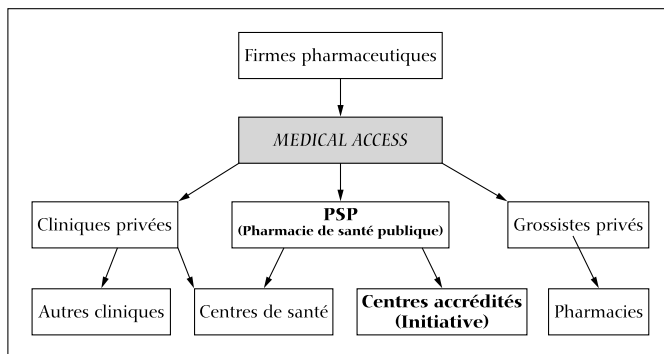 Firmes pharmaceutiques
MEDICAL ACCESS
Cliniques privées
PSP
(Pharmacie de santé publique)
Grossistes privés
Autres cliniques
Centres de santé
Centres accrédités
(Initiative)
Pharmacies